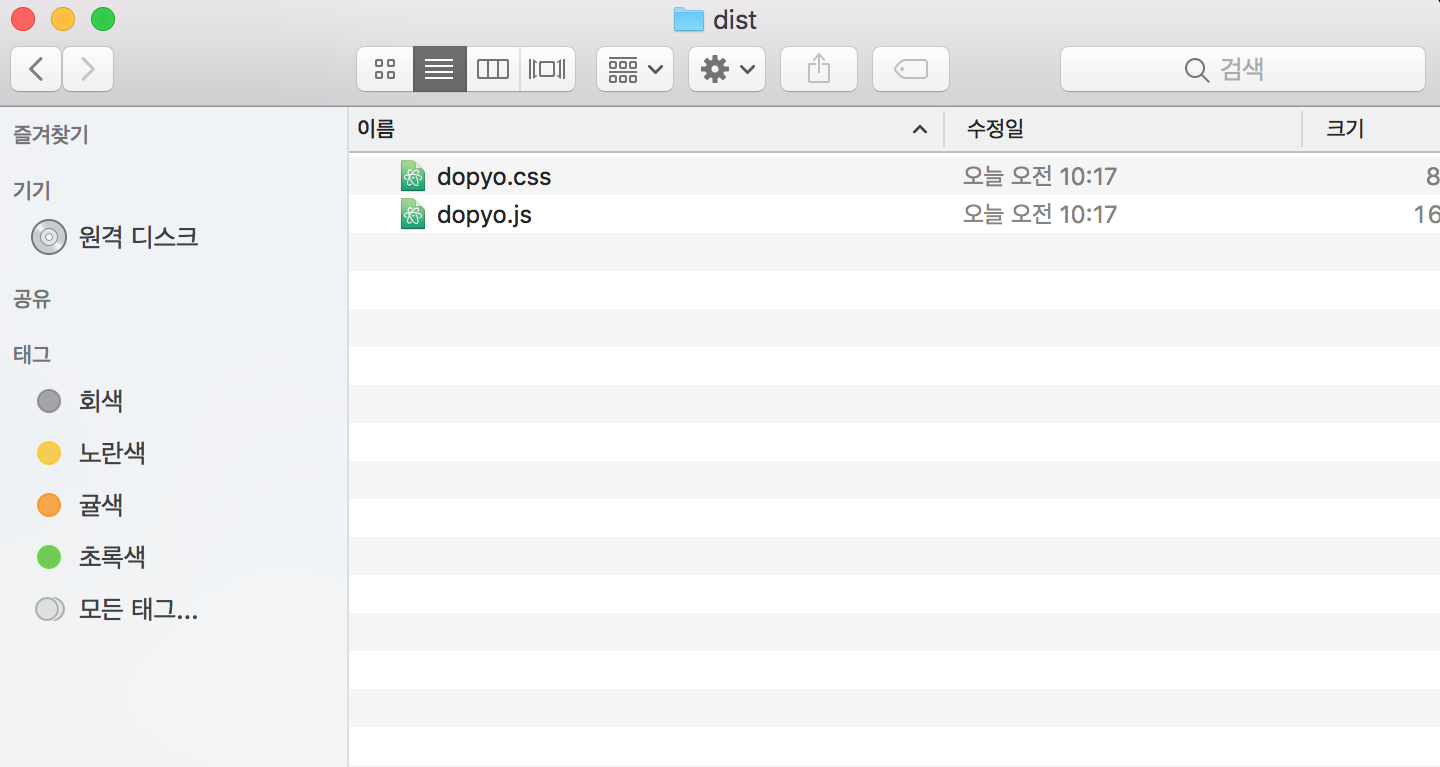 dist
검색
즐겨찾기
기기
원격 디스크
공유
태그
회색
노란색
귤색
초록색
모든 태그...
이름 수정일 크기
dopyo.css 오늘 오전 10:17 8
dopyo.js 오늘 오전 10:17 16